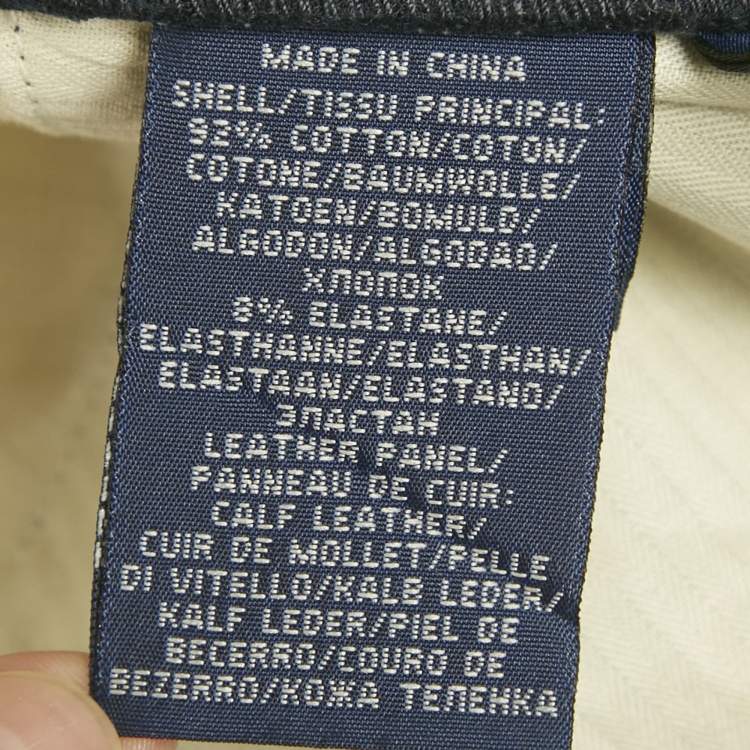 MADE IN CHINA
SHELL/TISSU PRINCIPAL:
92% COTTON/COTON/
COTONE/BAUMWOLLE/
KATOEN/BOMULD/
ALGODON/ALGODAO/
ХЛОПОК
8% ELASTANE/
ELASTHANNE/ELASTHAN/
ELASTAAN/ELASTANO/
ЭЛАСТАН
LEATHER PANEL/
PANNEAU DE CUIR:
CALF LEATHER/
CUIR DE MOLLET/PELLE
DI VITELLO/KALB LEDER/
KALF LEDER/PIEL DE
BECERRO/COURO DE
BEZERRO/КОЖА ТЕЛЕНКА